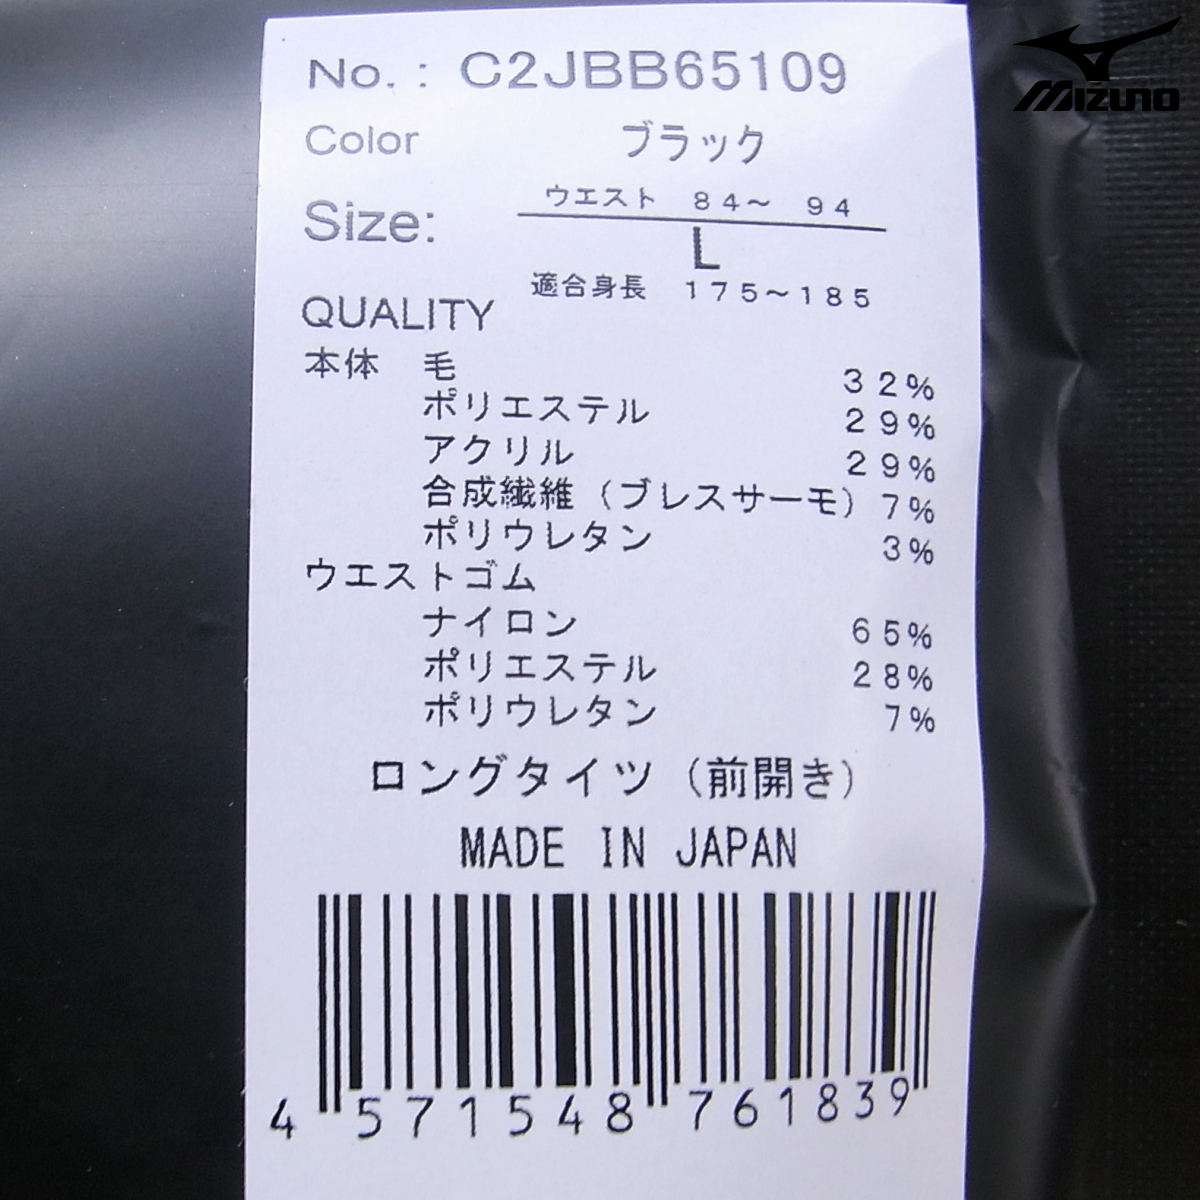 No. : C2JBB65109
MIZUNO
Color ブラック
ウエスト 84～ 94
Size: L
適合身長 175～185
QUALITY
本体 毛 32%
ポリエステル 29%
アクリル 29%
合成繊維 (ブレスサーモ) 7%
ポリウレタン 3%
ウエストゴム
ナイロン 65%
ポリエステル 28%
ポリウレタン 7%
ロングタイツ (前開き)
MADE IN JAPAN
4 571548 761839